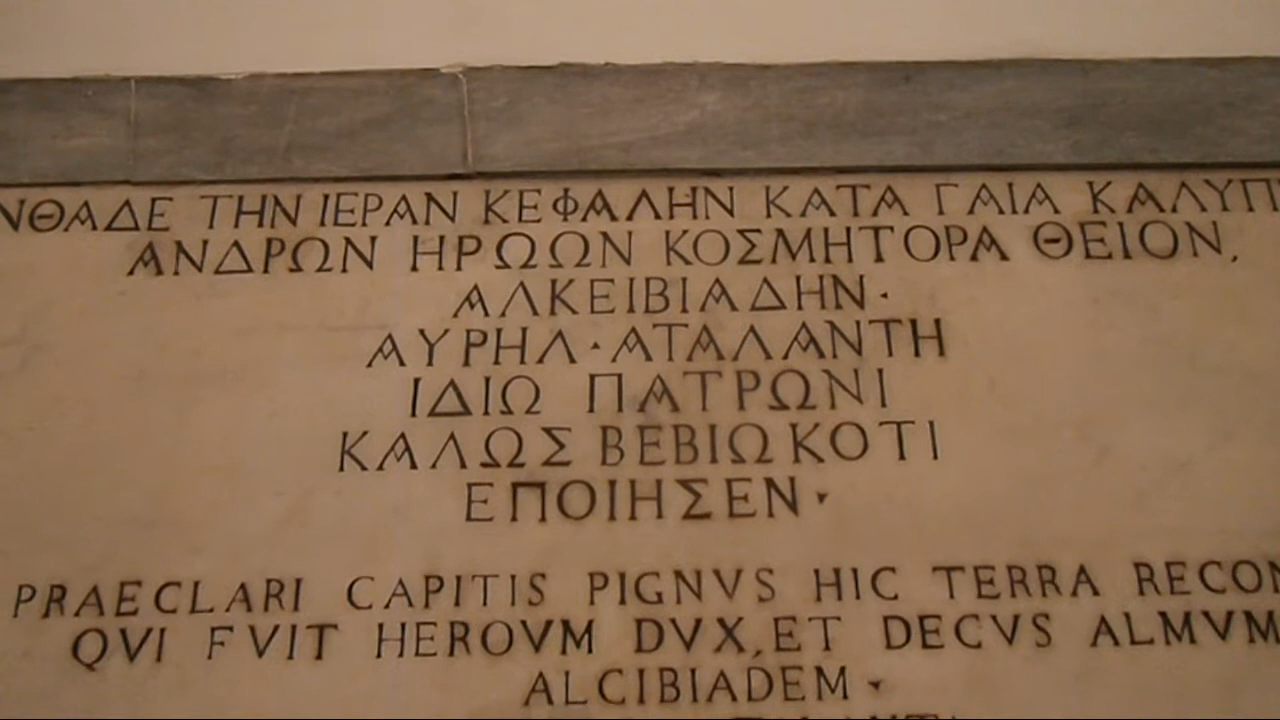 ΝΘΑΔΕ ΤΗΝ ΙΕΡΑΝ ΚΕΦΑΛΗΝ ΚΑΤΑ ΓΑΙΑ ΚΑΛΥΠ
ΑΝΔΡΩΝ ΗΡΩΩΝ ΚΟΣΜΗΤΟΡΑ ΘΕΙΟΝ,
ΑΛΚΕΙΒΙΑΔΗΝ·
ΑΥΡΗΛ·ΑΤΑΛΑΝΤΗ
ΙΔΙΩ ΠΑΤΡΩΝΙ
ΚΑΛΩΣ ΒΕΒΙΩΚΟΤΙ
ΕΠΟΙΗΣΕΝ·
PRAECLARI CAPITIS PIGNVS HIC TERRA RECON
QVI FVIT HEROVM DVX, ET DECVS ALMVM
ALCIBIADEM·